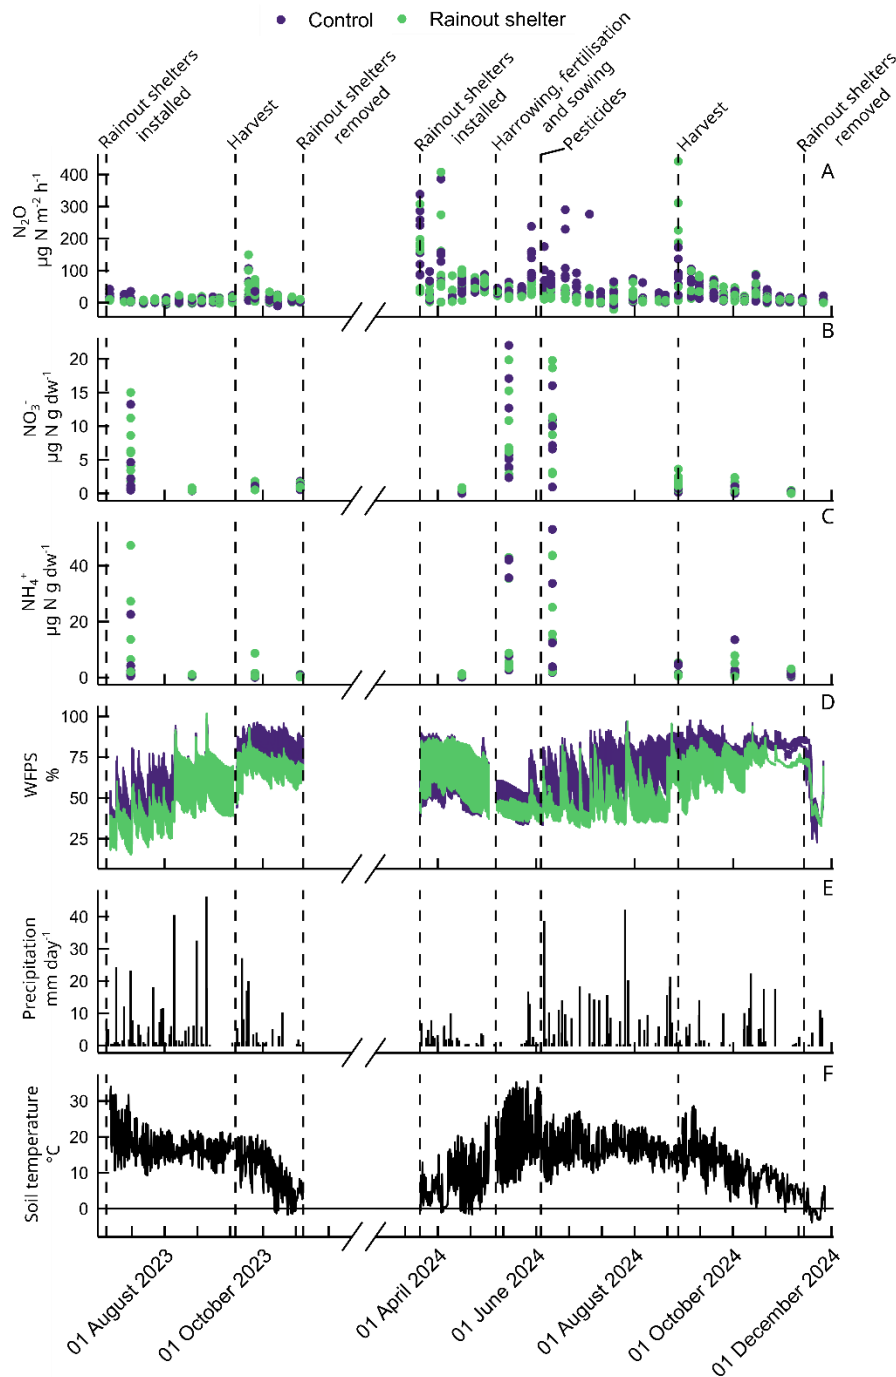 Control
Rainout shelter
Rainout shelters
installed
Harvest
Rainout shelters
removed
Rainout shelters
installed
Harrowing, fertilisation
and sowing
Pesticides
Harvest
Rainout shelters
removed
A
N₂O
µg N m⁻² h⁻¹
400
300
200
100
0
B
NO₃⁻
µg N g dw⁻¹
20
15
10
5
0
C
NH₄⁺
µg N g dw⁻¹
40
20
0
D
WFPS
%
100
75
50
25
E
Precipitation
mm day⁻¹
40
30
20
10
0
F
Soil temperature
°C
30
20
10
0
01 August 2023
01 October 2023
01 April 2024
01 June 2024
01 August 2024
01 October 2024
01 December 2024